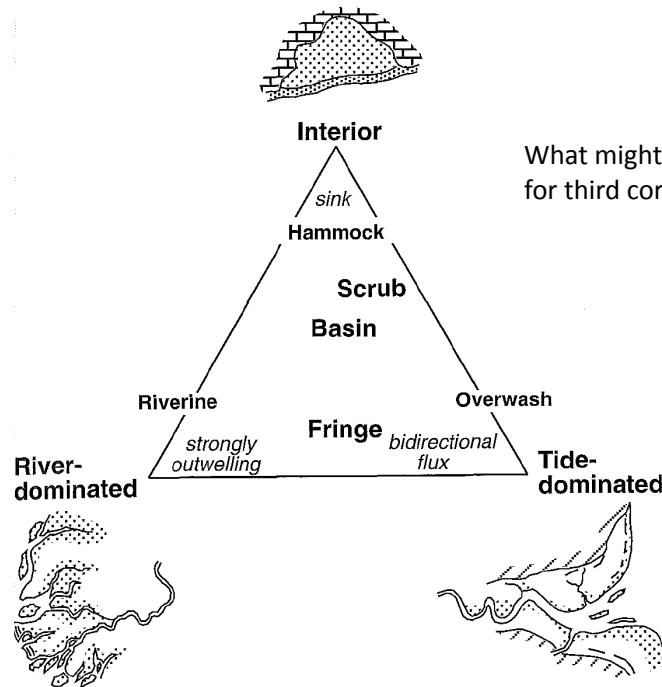 Interior
What might
for third
sink
Hammock
Scrub
Basin
Riverine
Overwash
Fringe
strongly
outwelling
bidirectional
flux
River-
dominated
Tide-
dominated